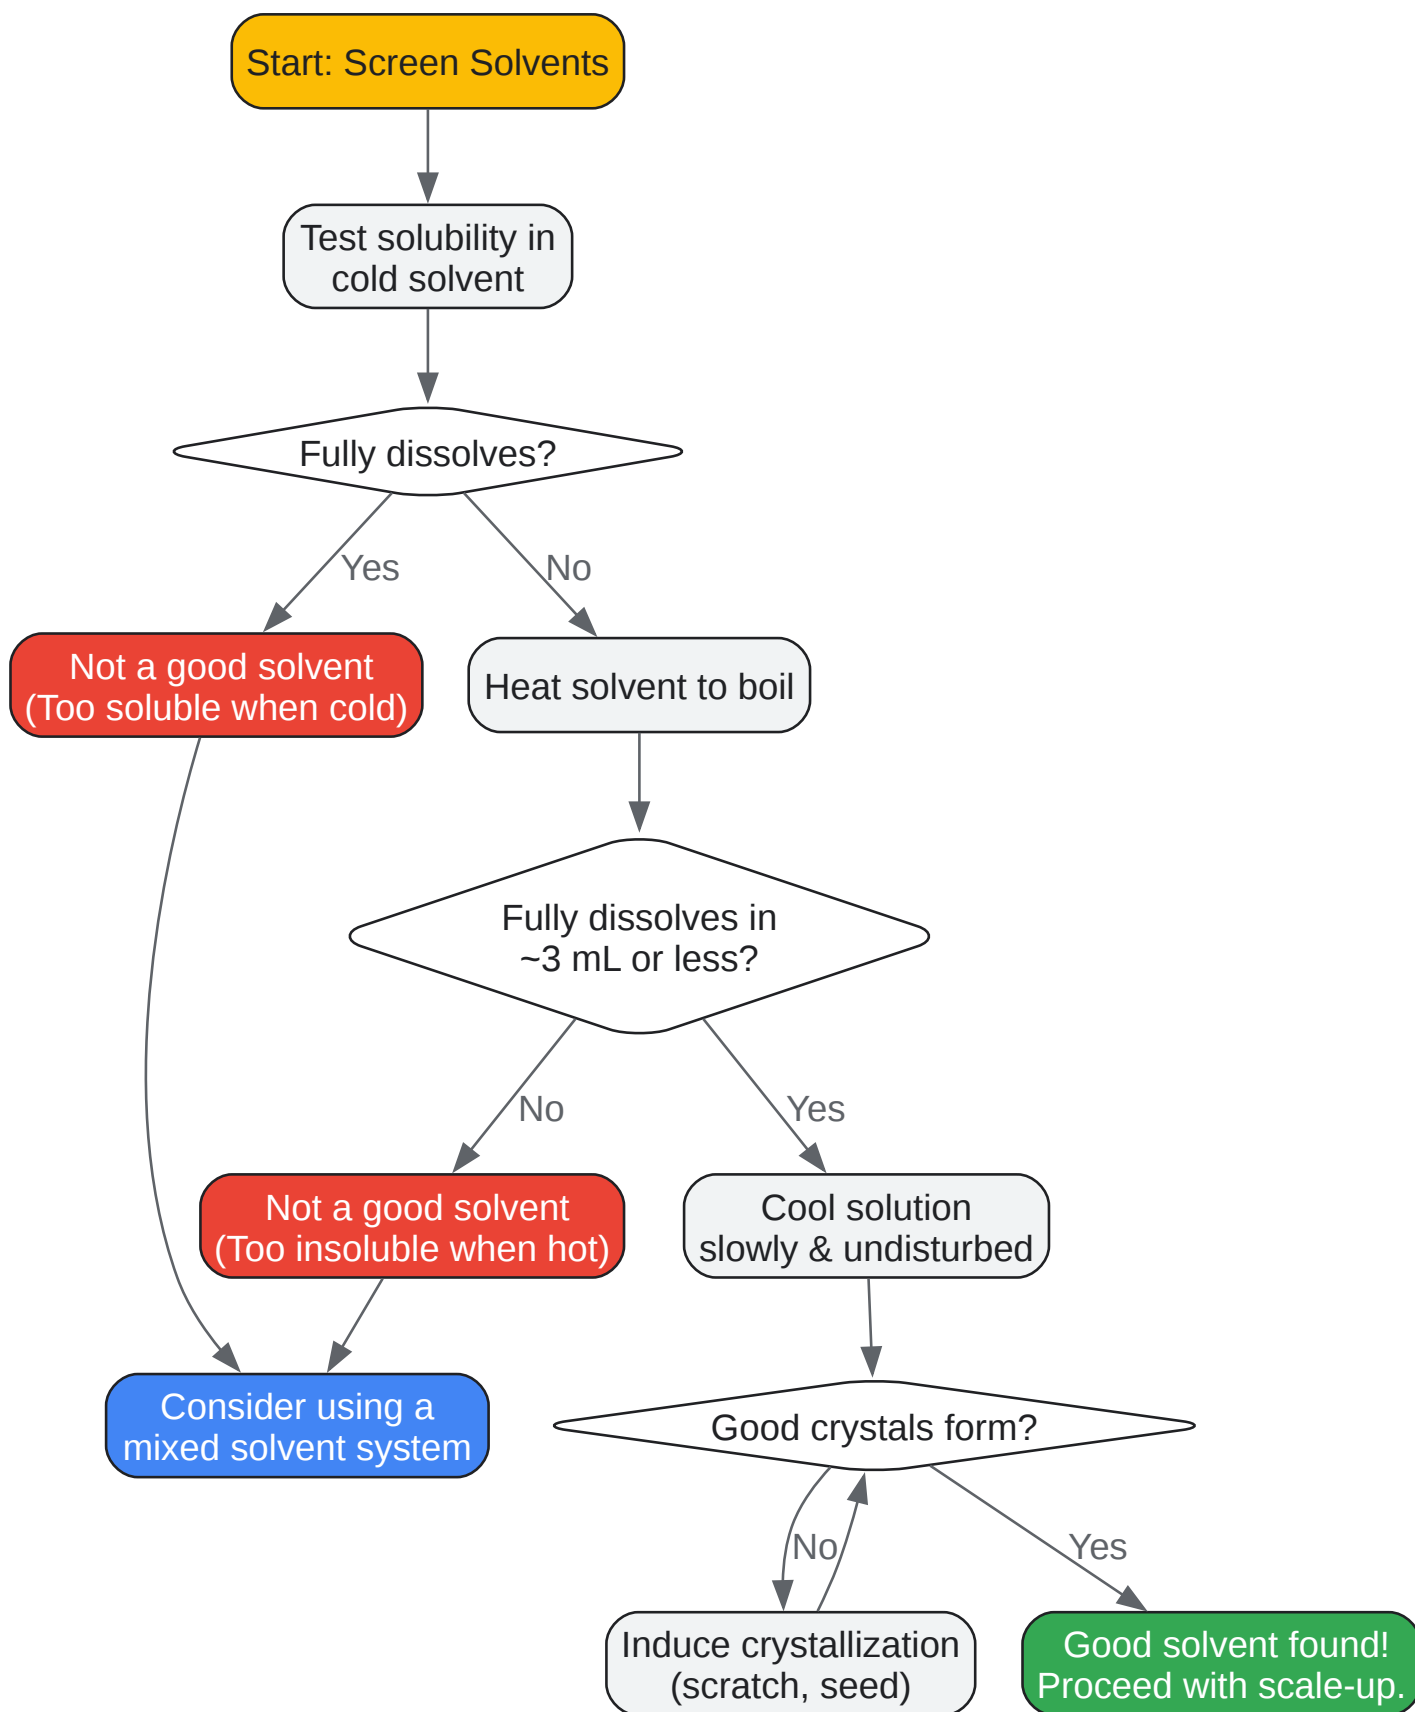 Start: Screen Solvents
Test solubility in
cold solvent
Fully dissolves?
Yes
No
Not a good solvent
(Too soluble when cold)
Heat solvent to boil
Fully dissolves in
~3 mL or less?
No
Yes
Not a good solvent
(Too insoluble when hot)
Cool solution
slowly & undisturbed
Consider using a
mixed solvent system
Good crystals form?
No
Yes
Induce crystallization
(scratch, seed)
Good solvent found!
Proceed with scale-up.